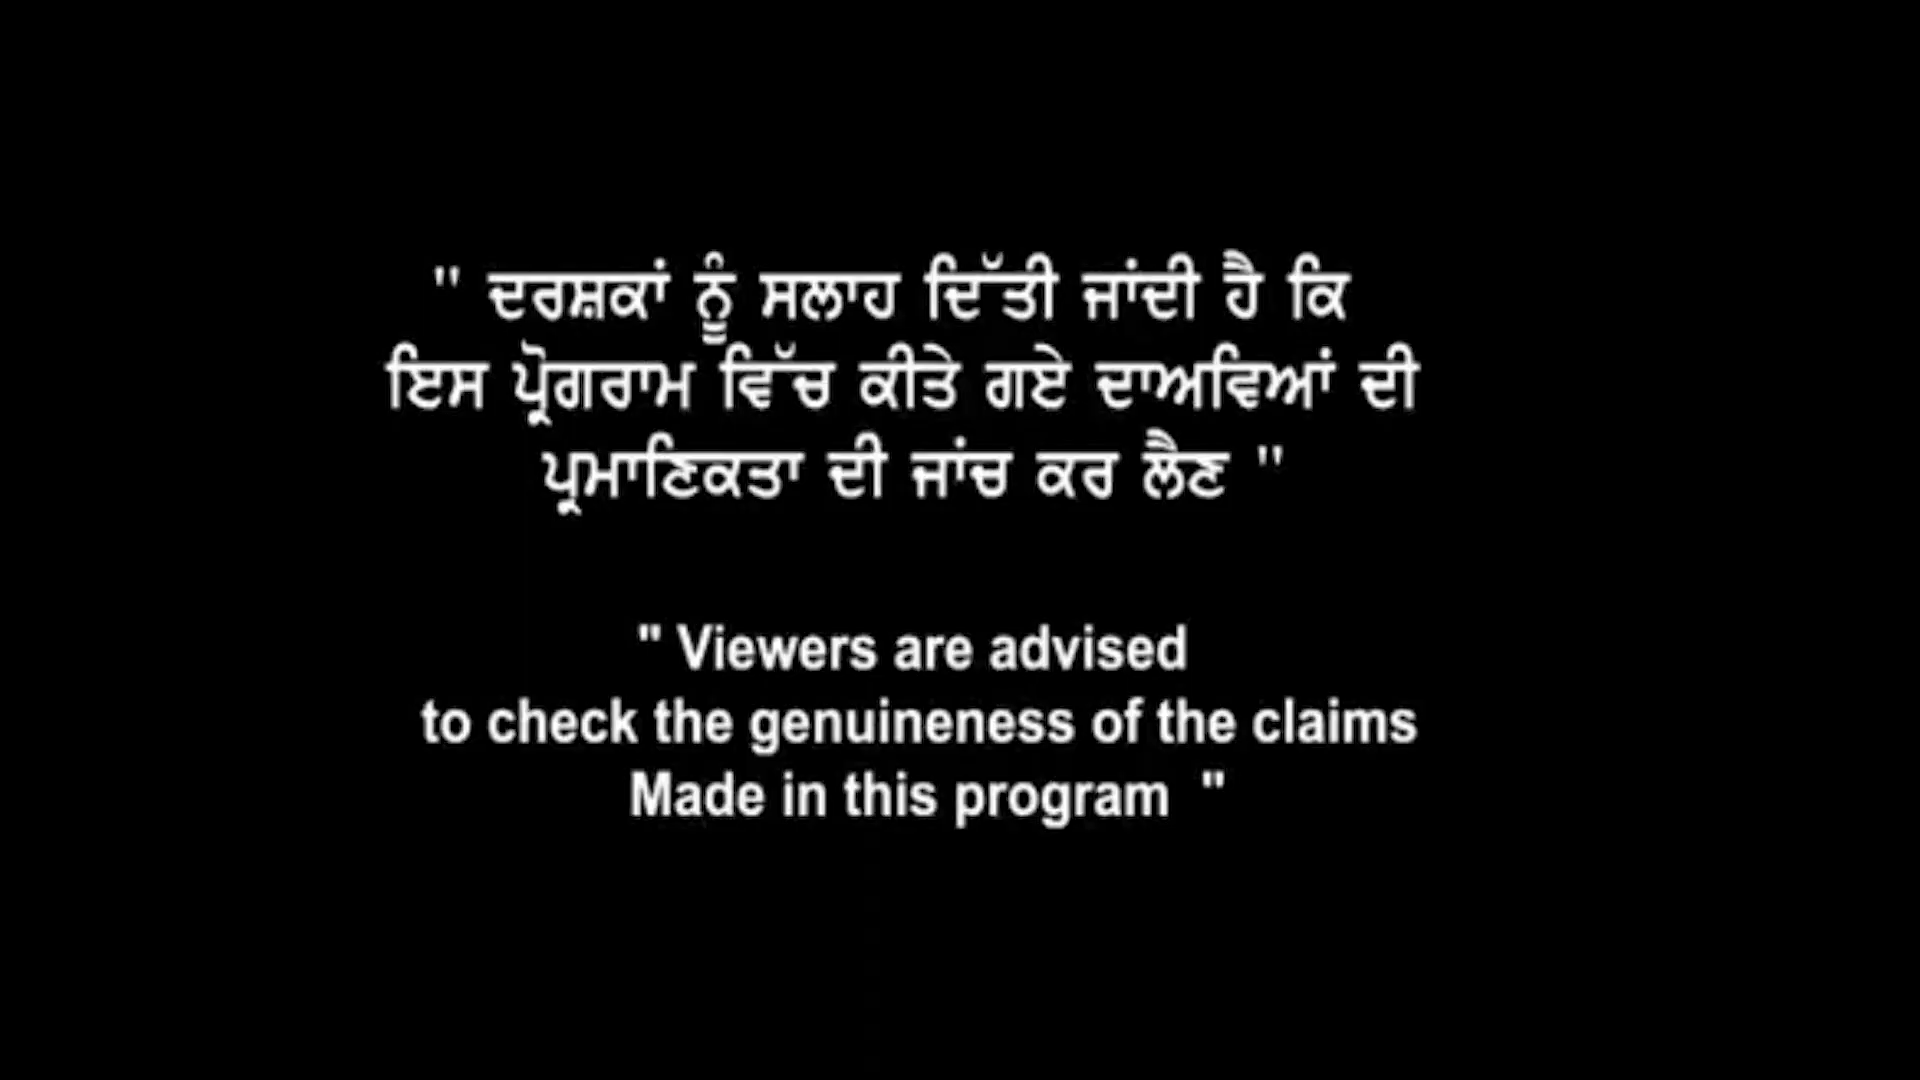 " ਦਰਸ਼ਕਾਂ ਨੂੰ ਸਲਾਹ ਦਿੱਤੀ ਜਾਂਦੀ ਹੈ ਕਿ
ਇਸ ਪ੍ਰੋਗਰਾਮ ਵਿੱਚ ਕੀਤੇ ਗਏ ਦਾਅਵਿਆਂ ਦੀ
ਪ੍ਰਮਾਣਿਕਤਾ ਦੀ ਜਾਂਚ ਕਰ ਲੈਣ "
" Viewers are advised
to check the genuineness of the claims
Made in this program "